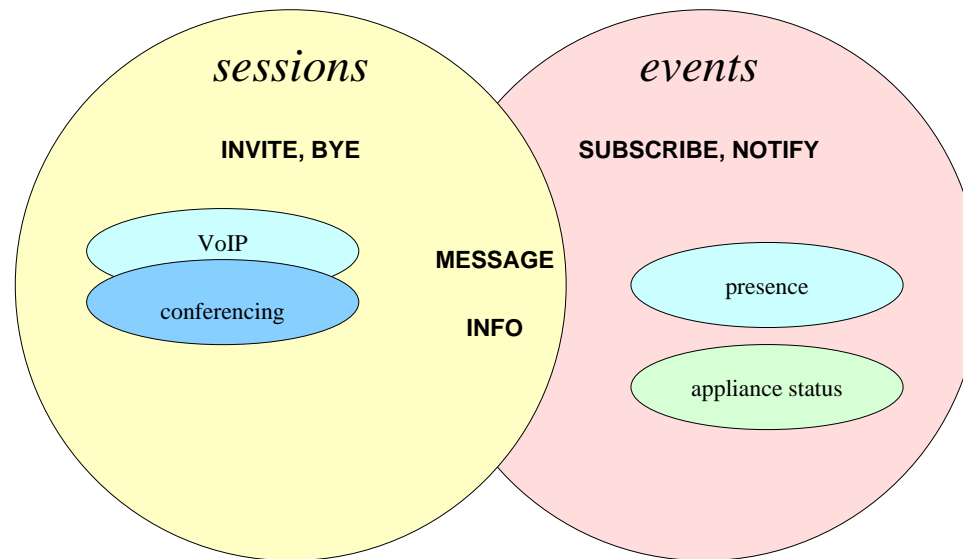 sessions
events
INVITE, BYE
SUBSCRIBE, NOTIFY
VoIP
MESSAGE
presence
conferencing
INFO
appliance status